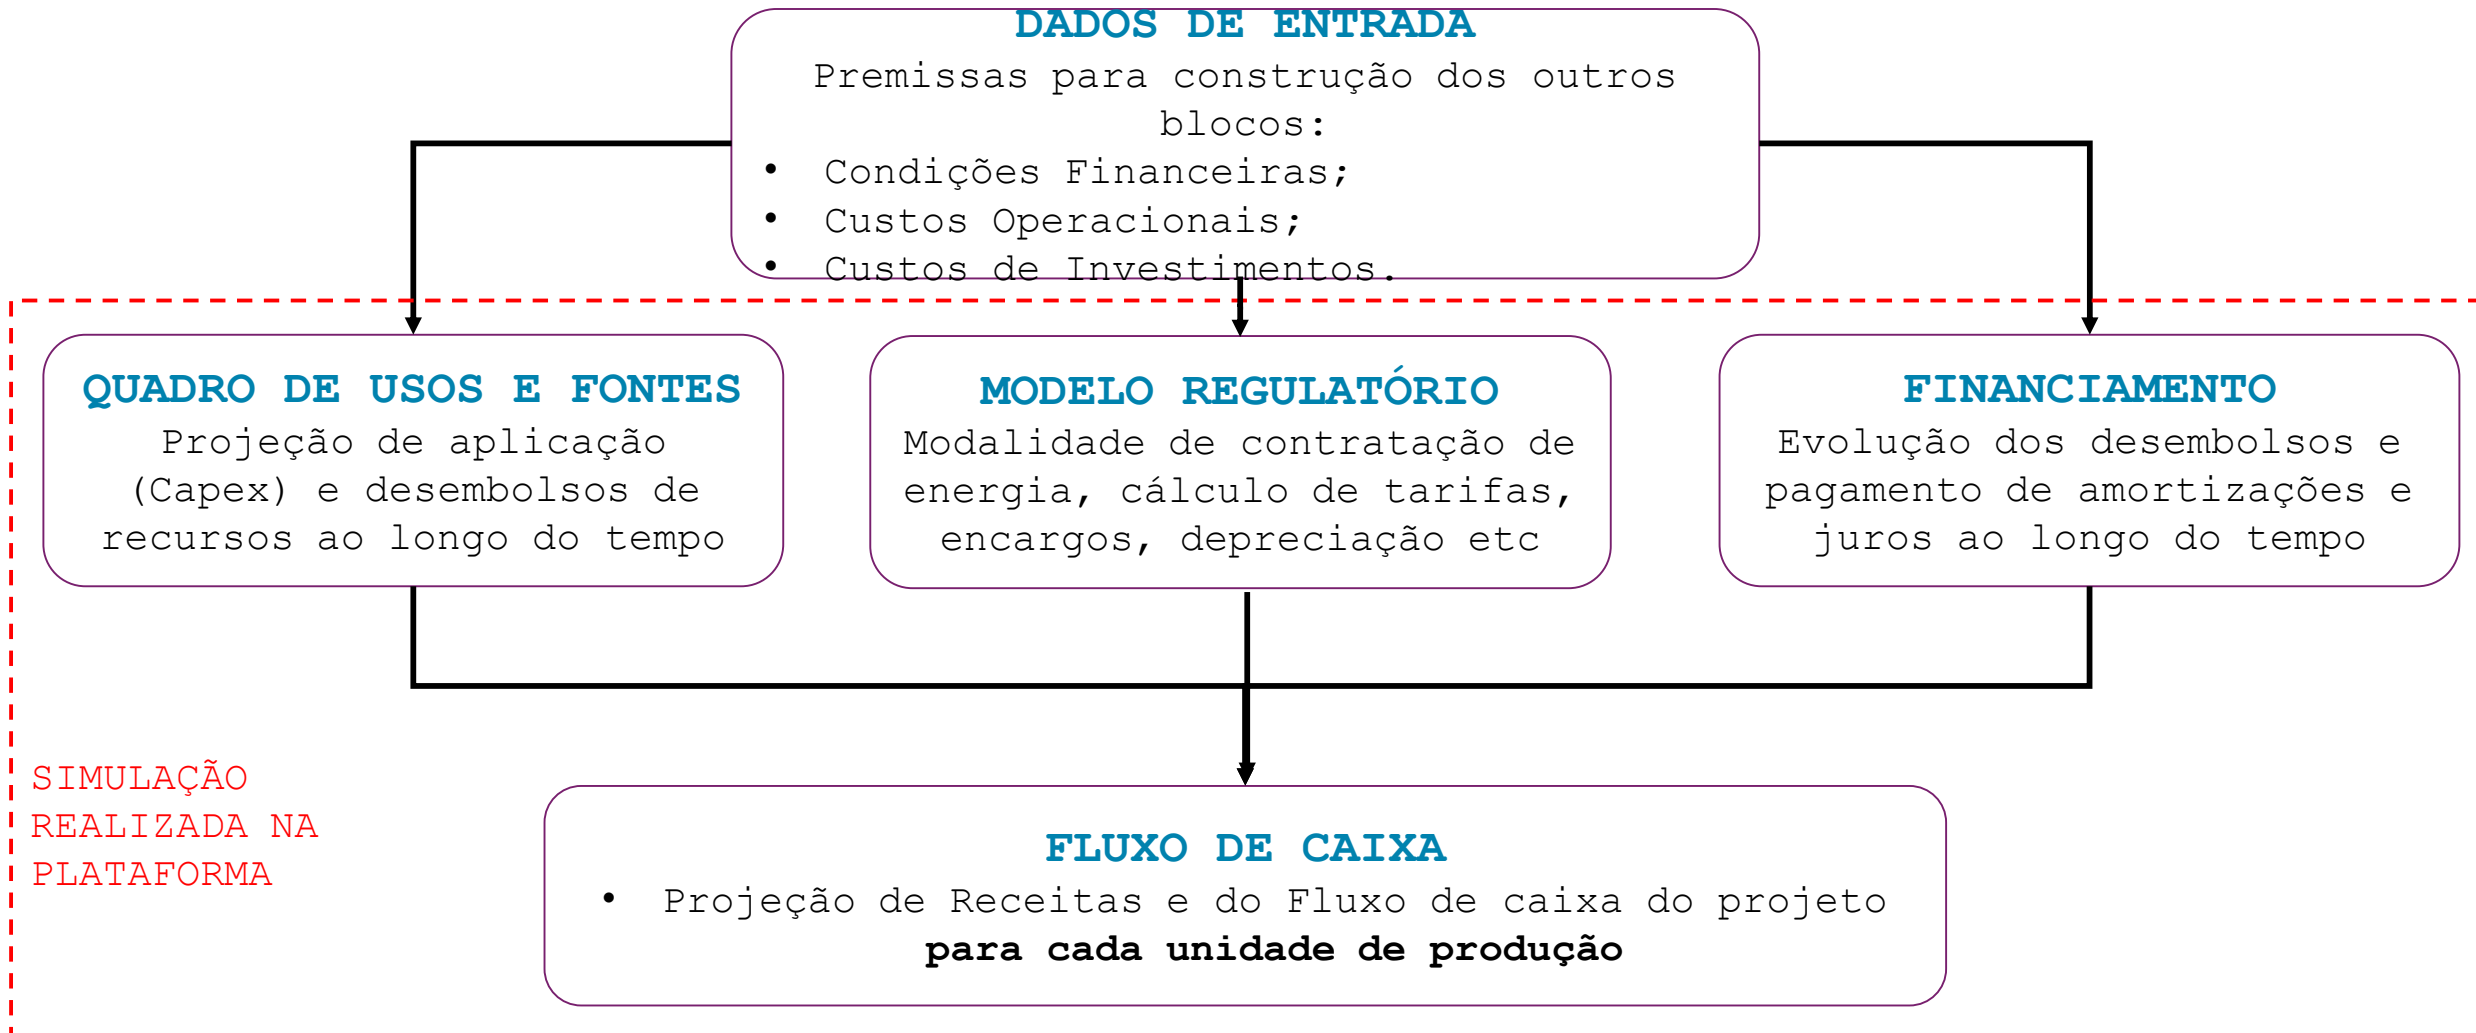 DADOS DE ENTRADA
Premissas para construção dos outros
blocos:
• Condições Financeiras;
• Custos Operacionais;
• Custos de Investimentos.
QUADRO DE USOS E FONTES
Projeção de aplicação
(Capex) e desembolsos de
recursos ao longo do tempo
MODELO REGULATÓRIO
Modalidade de contratação de
energia, cálculo de tarifas,
encargos, depreciação etc
FINANCIAMENTO
Evolução dos desembolsos e
pagamento de amortizações e
juros ao longo do tempo
SIMULAÇÃO
REALIZADA NA
PLATAFORMA
FLUXO DE CAIXA
• Projeção de Receitas e do Fluxo de caixa do projeto
para cada unidade de produção